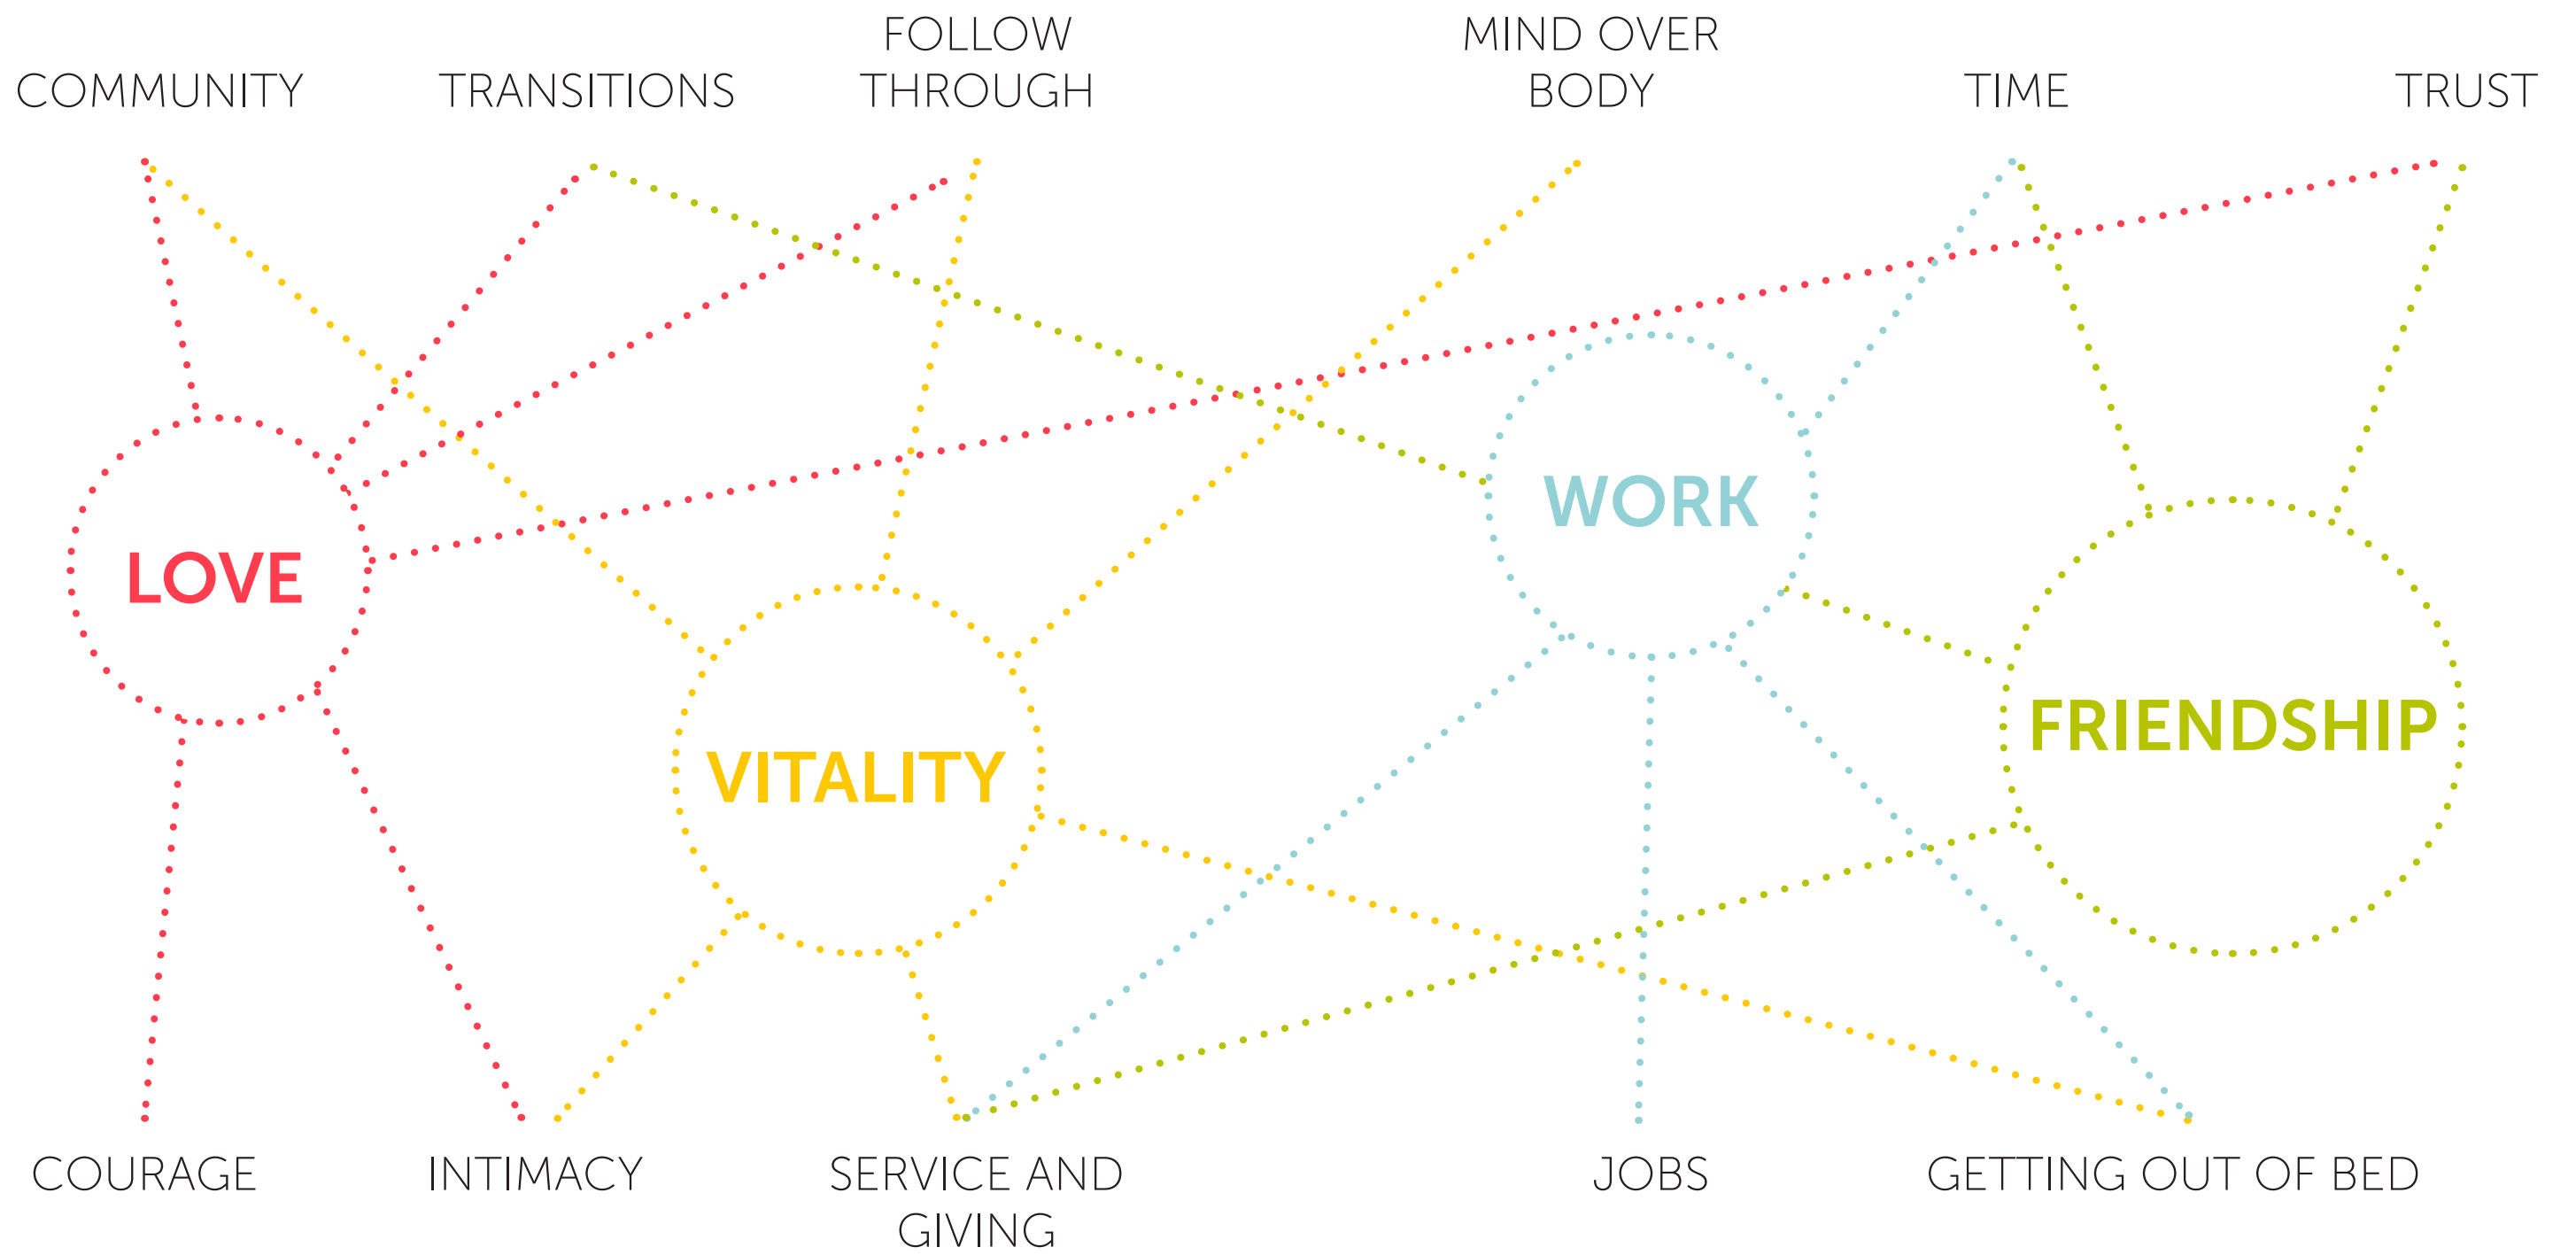 COMMUNITY
TRANSITIONS
FOLLOW
THROUGH
MIND OVER
BODY
TIME
TRUST
LOVE
VITALITY
WORK
FRIENDSHIP
COURAGE
INTIMACY
SERVICE AND
GIVING
JOBS
GETTING OUT OF BED